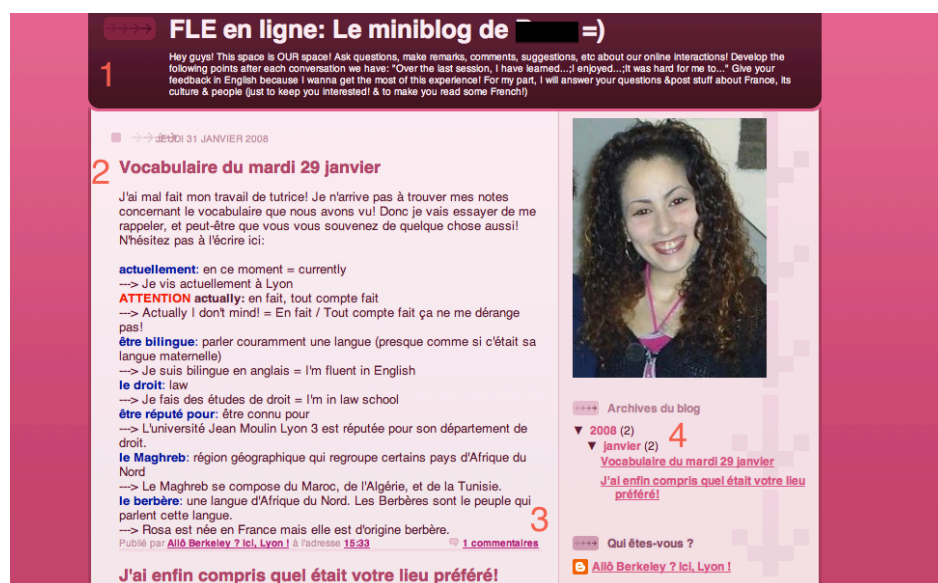 FLE en ligne: Le miniblog de =)
1
Hey guys! This space is OUR space! Ask questions, make remarks, comments, suggestions, etc about our online interactions! Develop the
following points after each conversation we have: "Over the last session, I have learned...;I enjoyed...;It was hard for me to..." Give your
feedback in English because I wanna get the most of this experience! For my part, I will answer your questions &post stuff about France, its
culture & people (just to keep you interested! & to make you read some French!)
JEUDI 31 JANVIER 2008
2
Vocabulaire du mardi 29 janvier
J'ai mal fait mon travail de tutrice! Je n'arrive pas à trouver mes notes
concernant le vocabulaire que nous avons vu! Donc je vais essayer de me
rappeler, et peut-être que vous vous souvenez de quelque chose aussi!
N'hésitez pas à l'écrire ici:
actuellement: en ce moment = currently
---> Je vis actuellement à Lyon
ATTENTION actually: en fait, tout compte fait
---> Actually I don't mind! = En fait / Tout compte fait ça ne me dérange
pas!
être bilingue: parler couramment une langue (presque comme si c'était sa
langue maternelle)
---> Je suis bilingue en anglais = I'm fluent in English
le droit: law
---> Je fais des études de droit = I'm in law school
être réputé pour: être connu pour
---> L'université Jean Moulin Lyon 3 est réputée pour son département de
droit.
le Maghreb: région géographique qui regroupe certains pays d'Afrique du
Nord
---> Le Maghreb se compose du Maroc, de l'Algérie, et de la Tunisie.
le berbère: une langue d'Afrique du Nord. Les Berbères sont le peuple qui
parlent cette langue.
---> Rosa est née en France mais elle est d'origine berbère.
3
Publié par Allô Berkeley ? Ici, Lyon ! à l'adresse 15:33
1 commentaires
J'ai enfin compris quel était votre lieu préféré!
Archives du blog
▼ 2008 (2)
4
▼ janvier (2)
Vocabulaire du mardi 29 janvier
J'ai enfin compris quel était votre lieu
préféré!
Qui êtes-vous ?
Allô Berkeley ? Ici, Lyon !